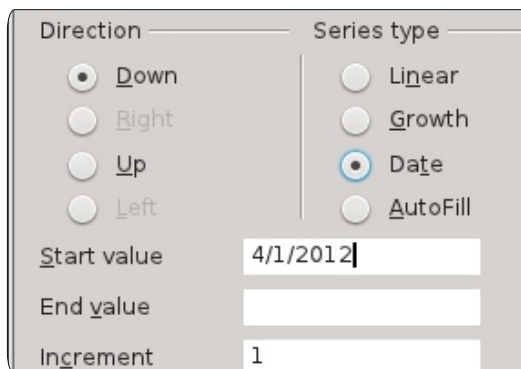 Direction
Down
Right
Up
Left
Series type
Linear
Growth
Date
AutoFill
Start value 4/1/2012
End value
Increment 1